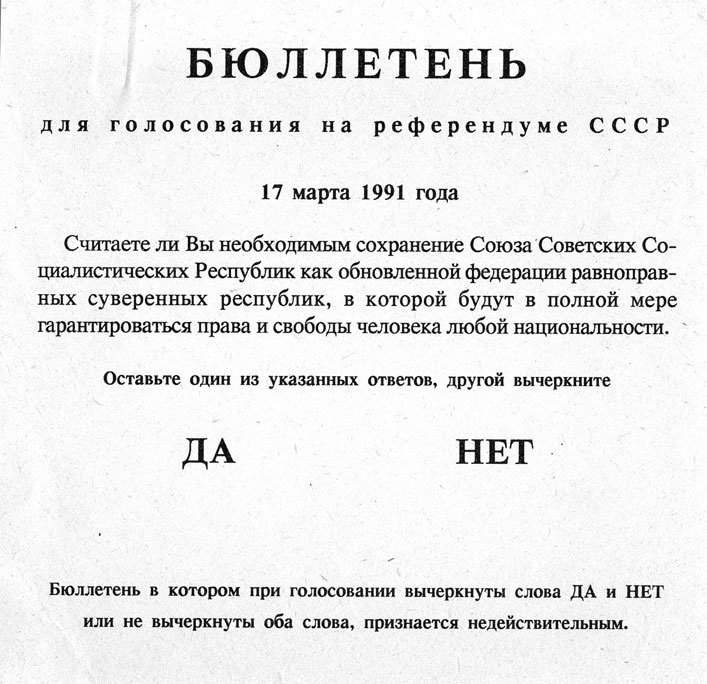 БЮЛЛЕТЕНЬ
для голосования на референдуме СССР
17 марта 1991 года
Считаете ли Вы необходимым сохранение Союза Советских Со-
циалистических Республик как обновленной федерации равноправ-
ных суверенных республик, в которой будут в полной мере
гарантироваться права и свободы человека любой национальности.
Оставьте один из указанных ответов, другой вычеркните
ДА НЕТ
Бюллетень в котором при голосовании вычеркнуты слова ДА и НЕТ
или не вычеркнуты оба слова, признается недействительным.